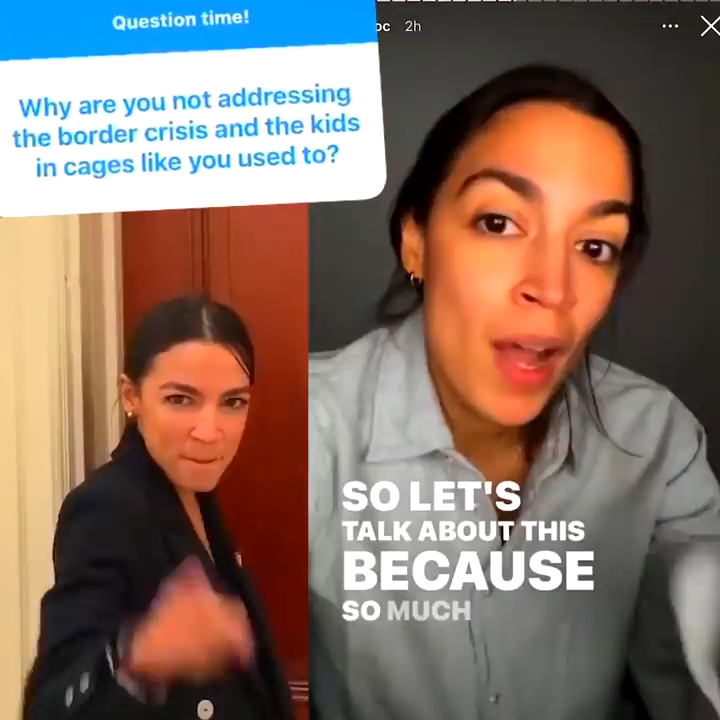 Question time!
Why are you not addressing
the border crisis and the kids
in cages like you used to?
oc 2h
SO LET'S
TALK ABOUT THIS
BECAUSE
SO MUCH